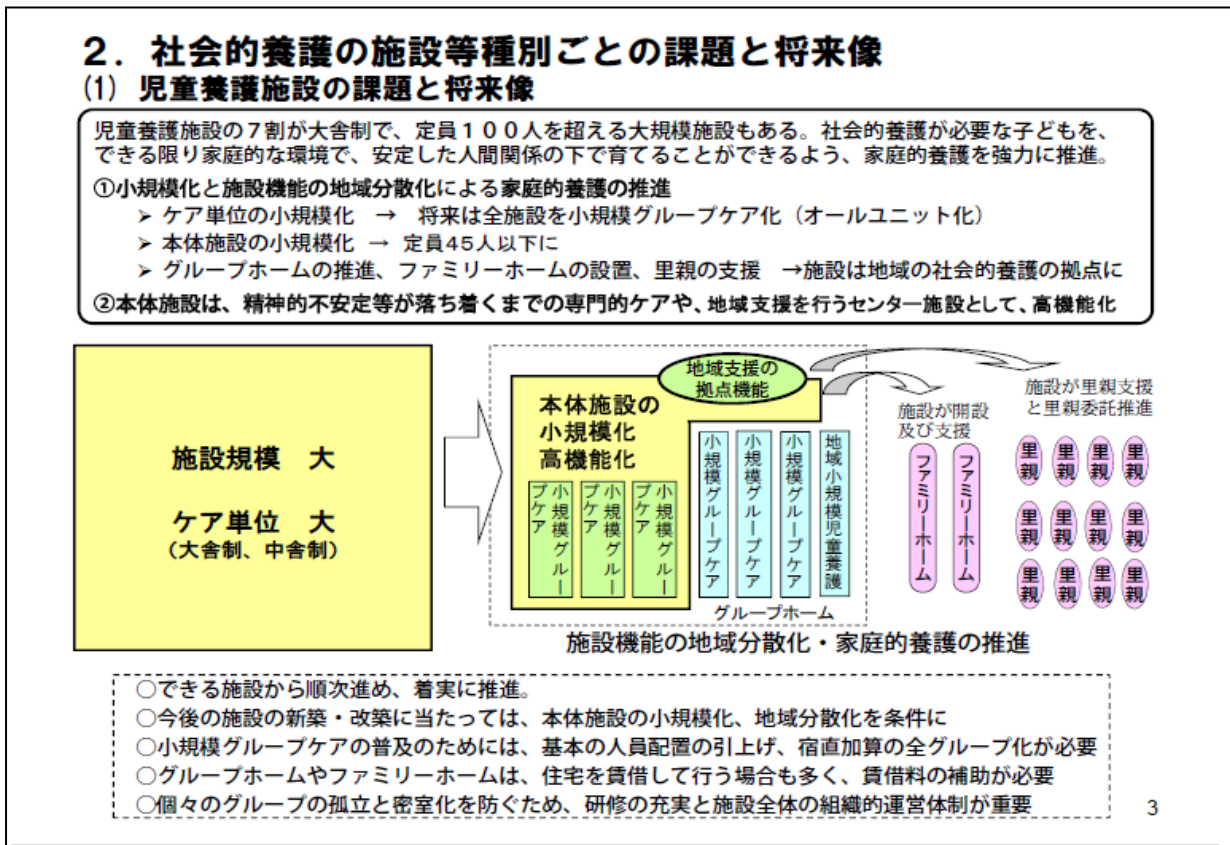 ２．社会的養護の施設等種別ごとの課題と将来像
(1) 児童養護施設の課題と将来像
児童養護施設の７割が大舎制で、定員１００人を超える大規模施設もある。社会的養護が必要な子どもを、
できる限り家庭的な環境で、安定した人間関係の下で育てることができるよう、家庭的養護を強力に推進。
①小規模化と施設機能の地域分散化による家庭的養護の推進
➢ ケア単位の小規模化 → 将来は全施設を小規模グループケア化（オールユニット化）
➢ 本体施設の小規模化 → 定員45人以下に
➢ グループホームの推進、ファミリーホームの設置、里親の支援 →施設は地域の社会的養護の拠点に
②本体施設は、精神的不安定等が落ち着くまでの専門的ケアや、地域支援を行うセンター施設として、高機能化
施設規模 大
ケア単位 大
（大舎制、中舎制）
地域支援の
拠点機能
本体施設の
小規模化
高機能化
小規模グルー
プケア
小規模グルー
プケア
小規模グルー
プケア
小規模グループケア
小規模グループケア
小規模グループケア
地域小規模児童養護
グループホーム
施設が開設
及び支援
ファミリーホーム
ファミリーホーム
施設が里親支援
と里親委託推進
里親
里親
里親
里親
里親
里親
里親
里親
里親
里親
里親
里親
施設機能の地域分散化・家庭的養護の推進
○できる施設から順次進め、着実に推進。
○今後の施設の新築・改築に当たっては、本体施設の小規模化、地域分散化を条件に
○小規模グループケアの普及のためには、基本の人員配置の引上げ、宿直加算の全グループ化が必要
○グループホームやファミリーホームは、住宅を賃借して行う場合も多く、賃借料の補助が必要
○個々のグループの孤立と密室化を防ぐため、研修の充実と施設全体の組織的運営体制が重要
3